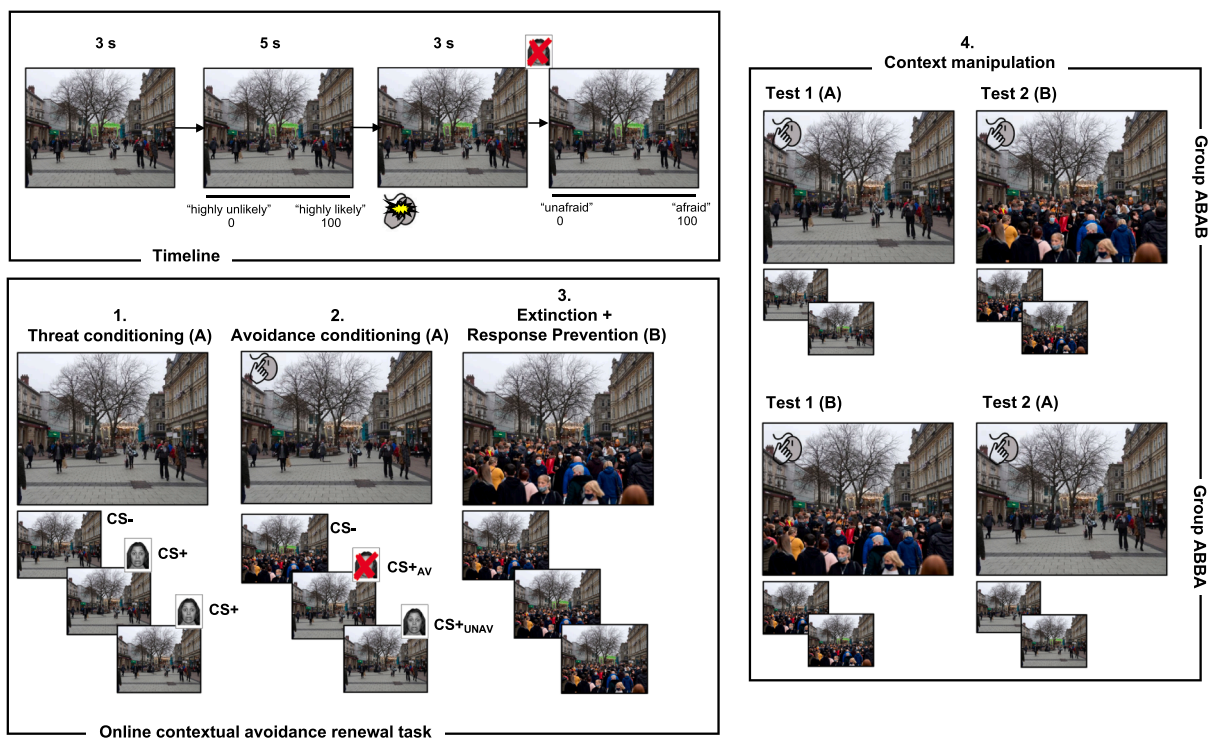 3 s
5 s
3 s
"highly unlikely"
0
"highly likely"
100
"unafraid"
0
"afraid"
100
Timeline
1.
Threat conditioning (A)
2.
Avoidance conditioning (A)
3.
Extinction +
Response Prevention (B)
CS-
CS+
CS+
CS-
CS+AV
CS+UNAV
Online contextual avoidance renewal task
4.
Context manipulation
Test 1 (A)
Test 2 (B)
Group ABAB
Test 1 (B)
Test 2 (A)
Group ABBA